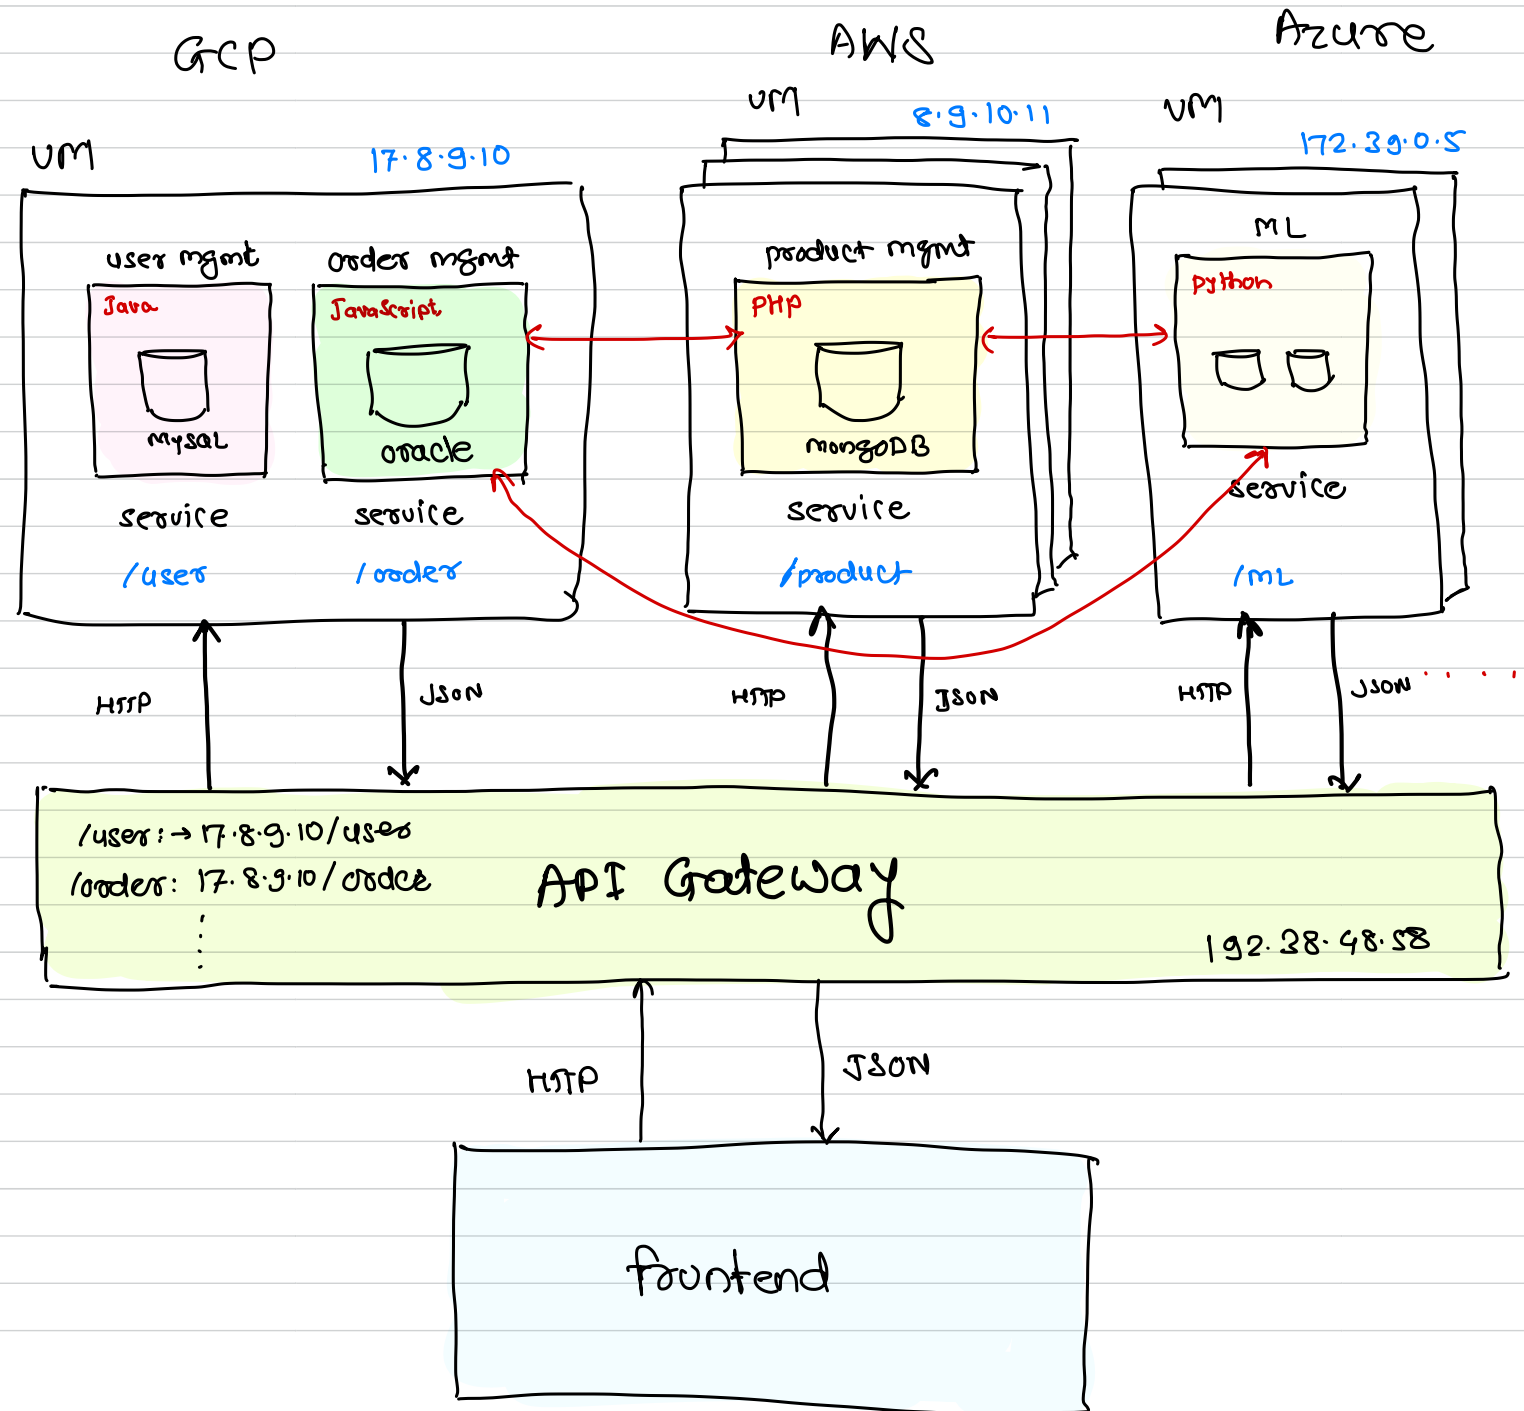 GCP
AWS
Azure
VM
17.8.9.10
VM
8.9.10.11
VM
172.39.0.5
user mgmt
order mgmt
product mgmt
ML
Java
JavaScript
PHP
python
MySQL
oracle
mongoDB
service
service
service
service
/user
/order
/product
/ML
HTTP
JSON
HTTP
JSON
HTTP
JSON
/user: → 17.8.9.10/user
/order: 17.8.9.10/order
API Gateway
192.38.48.58
HTTP
JSON
frontend